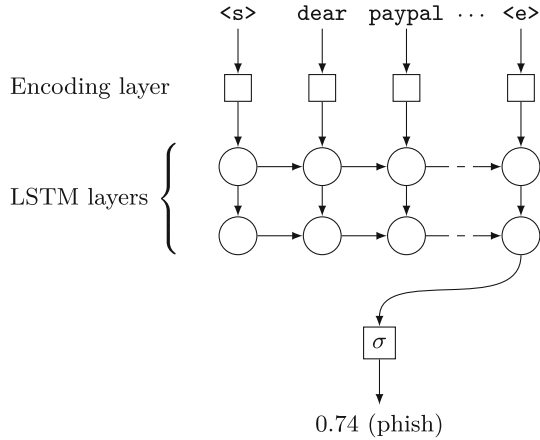 <s> dear paypal ... <e>
Encoding layer
LSTM layers
σ
0.74 (phish)